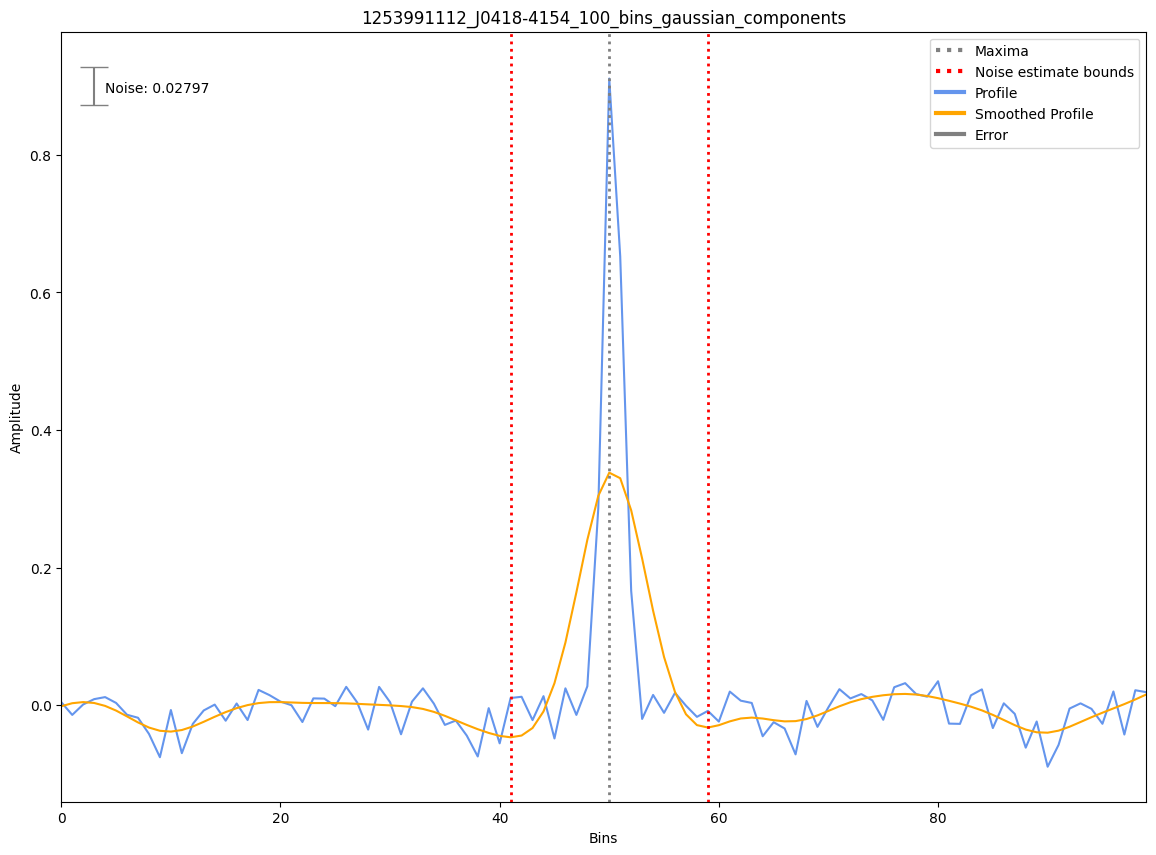 1253991112_J0418-4154_100_bins_gaussian_components
Noise: 0.02797
Maxima
Noise estimate bounds
Profile
Smoothed Profile
Error
Amplitude
0.8
0.6
0.4
0.2
0.0
0
20
40
60
80
Bins